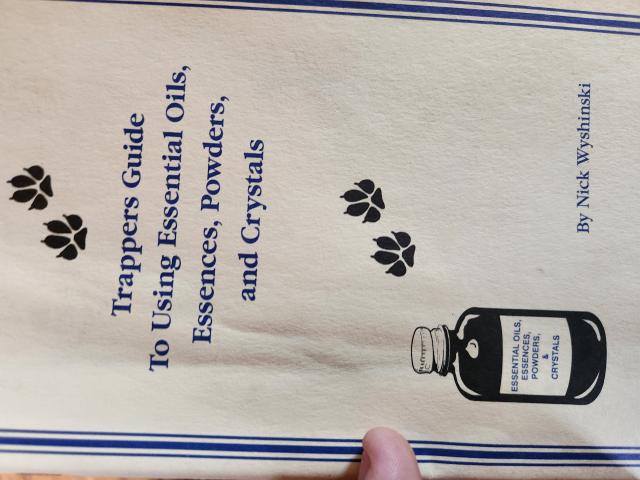 Trappers Guide
To Using Essential Oils,
Essences, Powders,
and Crystals
ESSENTIAL OILS,
ESSENCES,
POWDERS,
&
CRYSTALS
By Nick Wyshinski